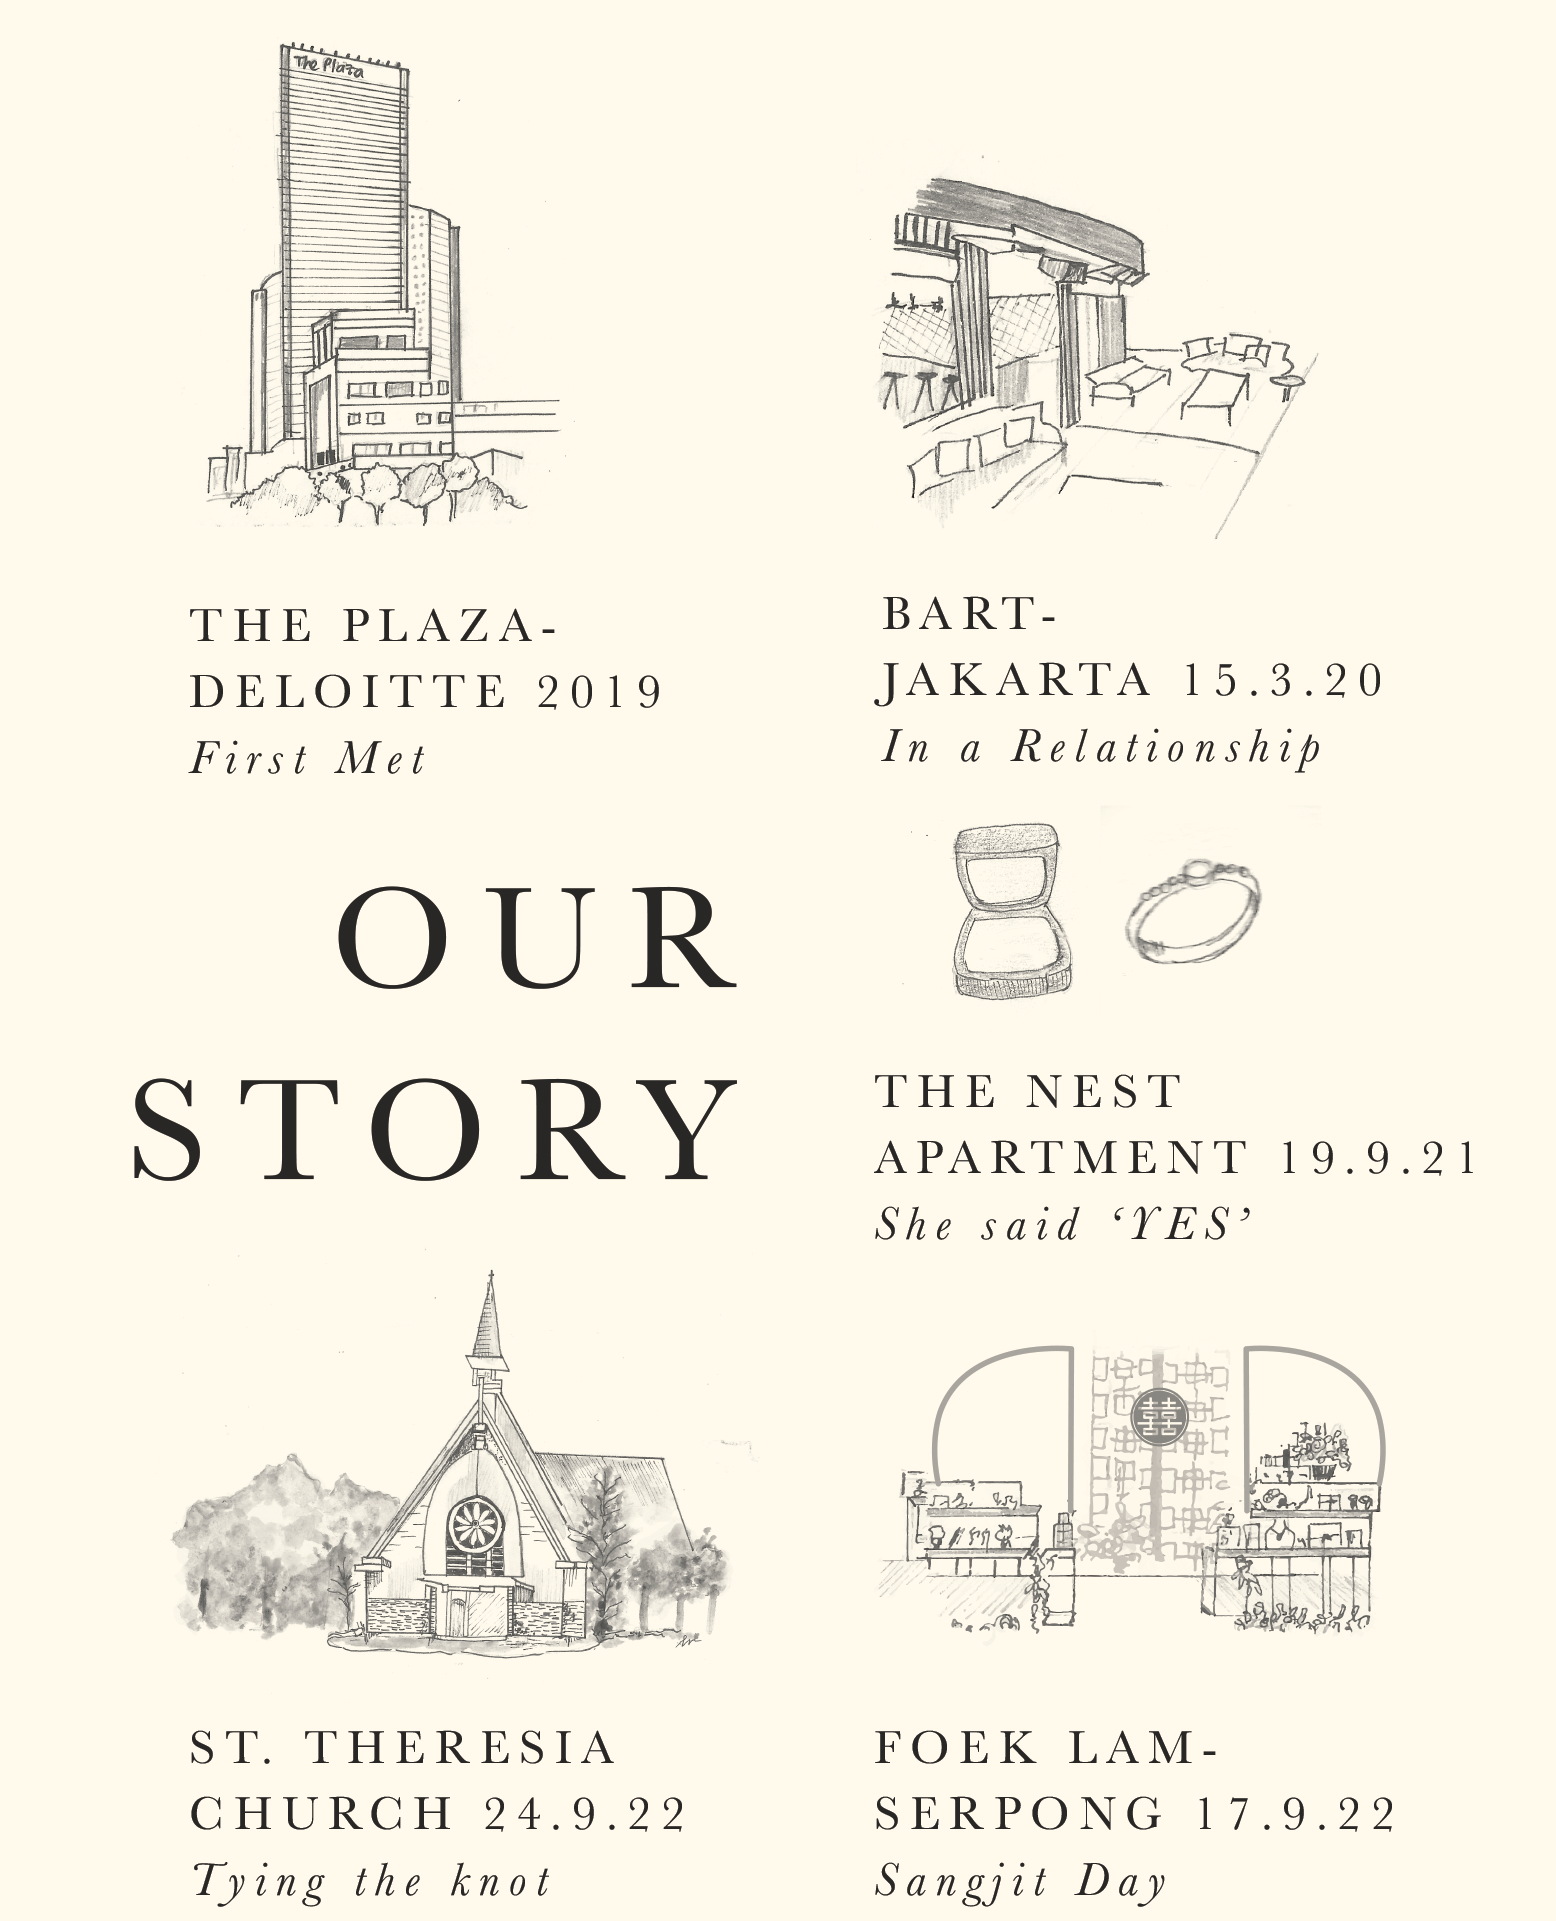 The Plaza
THE PLAZA-
DELOITTE 2019
First Met
BART-
JAKARTA 15.3.20
In a Relationship
OUR
STORY
THE NEST
APARTMENT 19.9.21
She said ‘YES’
囍
ST. THERESIA
CHURCH 24.9.22
Tying the knot
FOEK LAM-
SERPONG 17.9.22
Sangjit Day